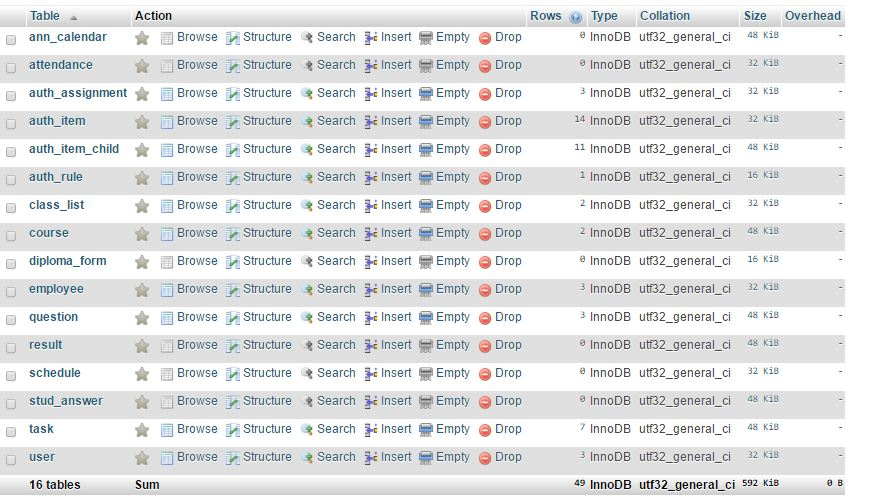 Table Action Rows Type Collation Size Overhead
ann_calendar Browse Structure Search Insert Empty Drop 0 InnoDB utf32_general_ci 48 KiB -
attendance Browse Structure Search Insert Empty Drop 0 InnoDB utf32_general_ci 32 KiB -
auth_assignment Browse Structure Search Insert Empty Drop 3 InnoDB utf32_general_ci 32 KiB -
auth_item Browse Structure Search Insert Empty Drop 14 InnoDB utf32_general_ci 32 KiB -
auth_item_child Browse Structure Search Insert Empty Drop 11 InnoDB utf32_general_ci 48 KiB -
auth_rule Browse Structure Search Insert Empty Drop 1 InnoDB utf32_general_ci 16 KiB -
class_list Browse Structure Search Insert Empty Drop 2 InnoDB utf32_general_ci 32 KiB -
course Browse Structure Search Insert Empty Drop 2 InnoDB utf32_general_ci 48 KiB -
diploma_form Browse Structure Search Insert Empty Drop 0 InnoDB utf32_general_ci 16 KiB -
employee Browse Structure Search Insert Empty Drop 3 InnoDB utf32_general_ci 32 KiB -
question Browse Structure Search Insert Empty Drop 3 InnoDB utf32_general_ci 48 KiB -
result Browse Structure Search Insert Empty Drop 0 InnoDB utf32_general_ci 48 KiB -
schedule Browse Structure Search Insert Empty Drop 0 InnoDB utf32_general_ci 32 KiB -
stud_answer Browse Structure Search Insert Empty Drop 0 InnoDB utf32_general_ci 48 KiB -
task Browse Structure Search Insert Empty Drop 7 InnoDB utf32_general_ci 48 KiB -
user Browse Structure Search Insert Empty Drop 3 InnoDB utf32_general_ci 32 KiB -
16 tables Sum 49 InnoDB utf32_general_ci 592 KiB 0 B